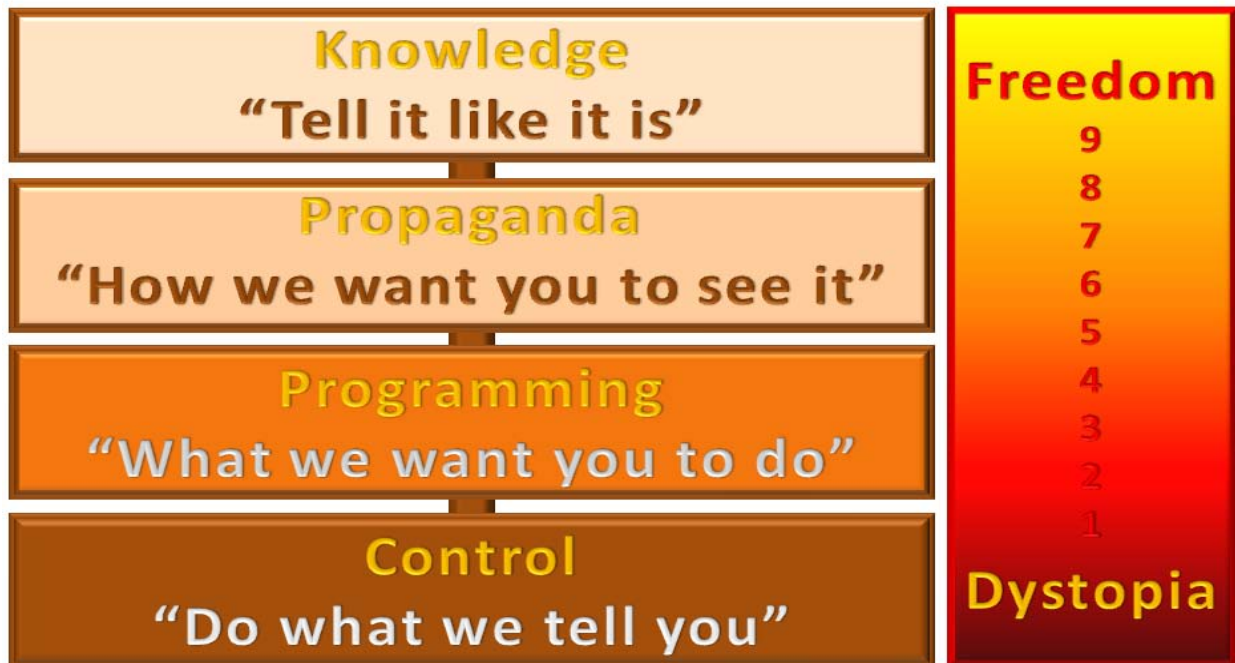 Knowledge
“Tell it like it is”
Propaganda
“How we want you to see it”
Programming
“What we want you to do”
Control
“Do what we tell you”
Freedom
9
8
7
6
5
4
3
2
1
Dystopia